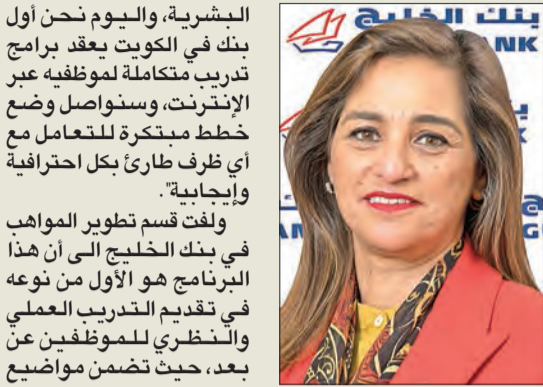 البشرية، واليوم نحن أول
بنك في الكويت يعقد برامج
تدريب متكاملة لموظفيه عبر
الإنترنت، وسنواصل وضع
خطط مبتكرة للتعامل مع
أي ظرف طارئ بكل احترافية
وإيجابية".
ولفت قسم تطوير المواهب
في بنك الخليج الى أن هذا
البرنامج هو الأول من نوعه
في تقديم التدريب العملي
والنظري للموظفين عن
بعد، حيث تضمن مواضيع
بنك الخليج